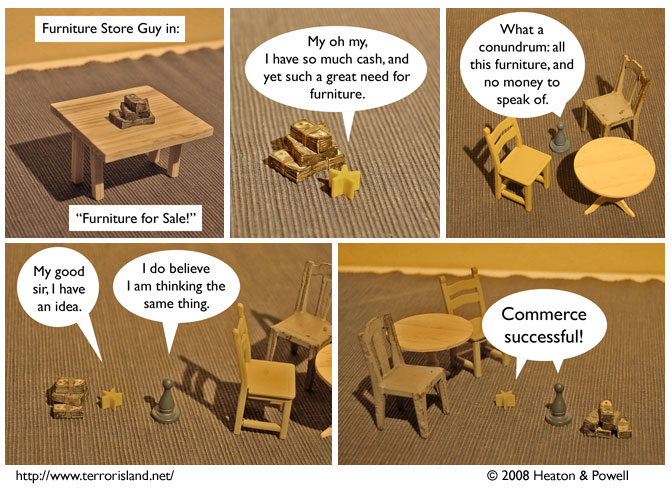 Furniture Store Guy in:
“Furniture for Sale!”
My oh my,
I have so much cash, and
yet such a great need for
furniture.
What a
conundrum: all
this furniture, and
no money to
speak of.
My good
sir, I have
an idea.
I do believe
I am thinking the
same thing.
Commerce
successful!
http://www.terrorisland.net/
© 2008 Heaton & Powell